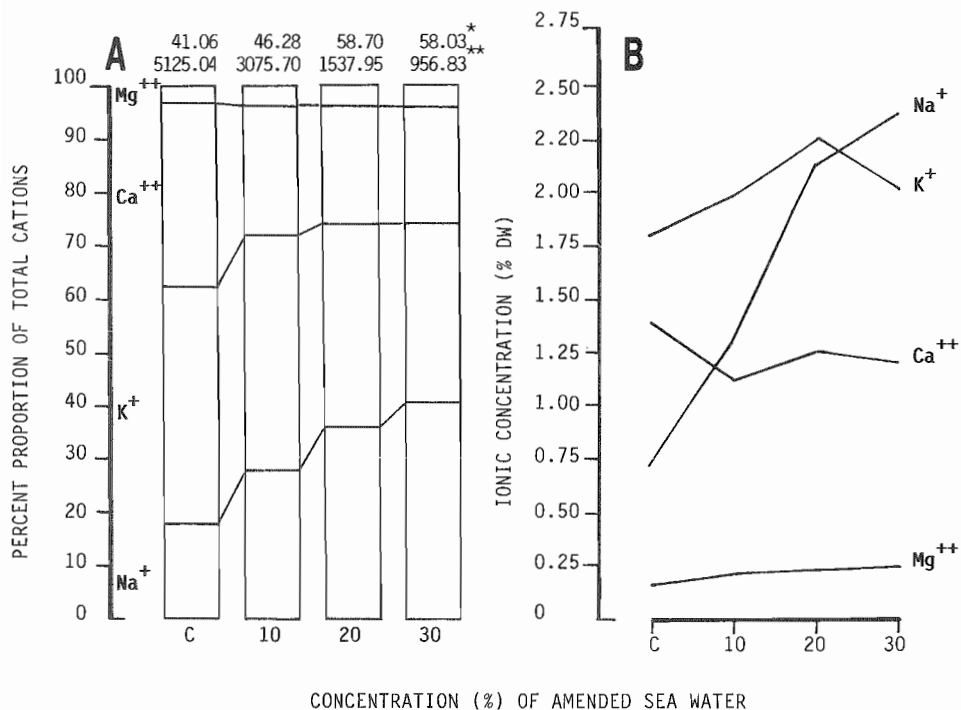 A
41.06 46.28 58.70 58.03 *
5125.04 3075.70 1537.95 956.83 **
PERCENT PROPORTION OF TOTAL CATIONS
100
90
80
70
60
50
40
30
20
10
0
Mg++
Ca++
K+
Na+
C 10 20 30
B
IONIC CONCENTRATION (% DW)
2.75
2.50
2.20
2.00
1.75
1.50
1.25
1.00
0.75
0.50
0.25
0
Na+
K+
Ca++
Mg++
C 10 20 30
CONCENTRATION (%) OF AMENDED SEA WATER